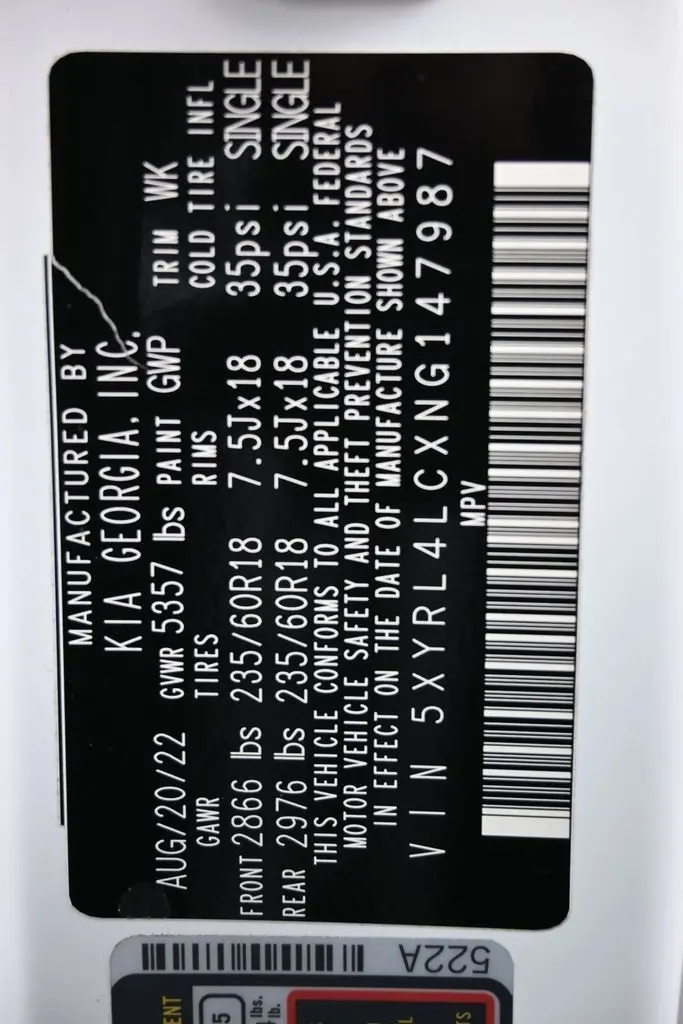 MANUFACTURED BY
KIA GEORGIA, INC.
AUG/20/22 GVWR 5357 lbs PAINT GWP TRIM WK
GAWR TIRES RIMS COLD TIRE INFL
FRONT 2866 lbs 235/60R18 7.5Jx18 35psi SINGLE
REAR 2976 lbs 235/60R18 7.5Jx18 35psi SINGLE
THIS VEHICLE CONFORMS TO ALL APPLICABLE U.S.A. FEDERAL
MOTOR VEHICLE SAFETY AND THEFT PREVENTION STANDARDS
IN EFFECT ON THE DATE OF MANUFACTURE SHOWN ABOVE
VIN 5XYRL4LCXNG147987
MPV
522A
lbs.
lb.